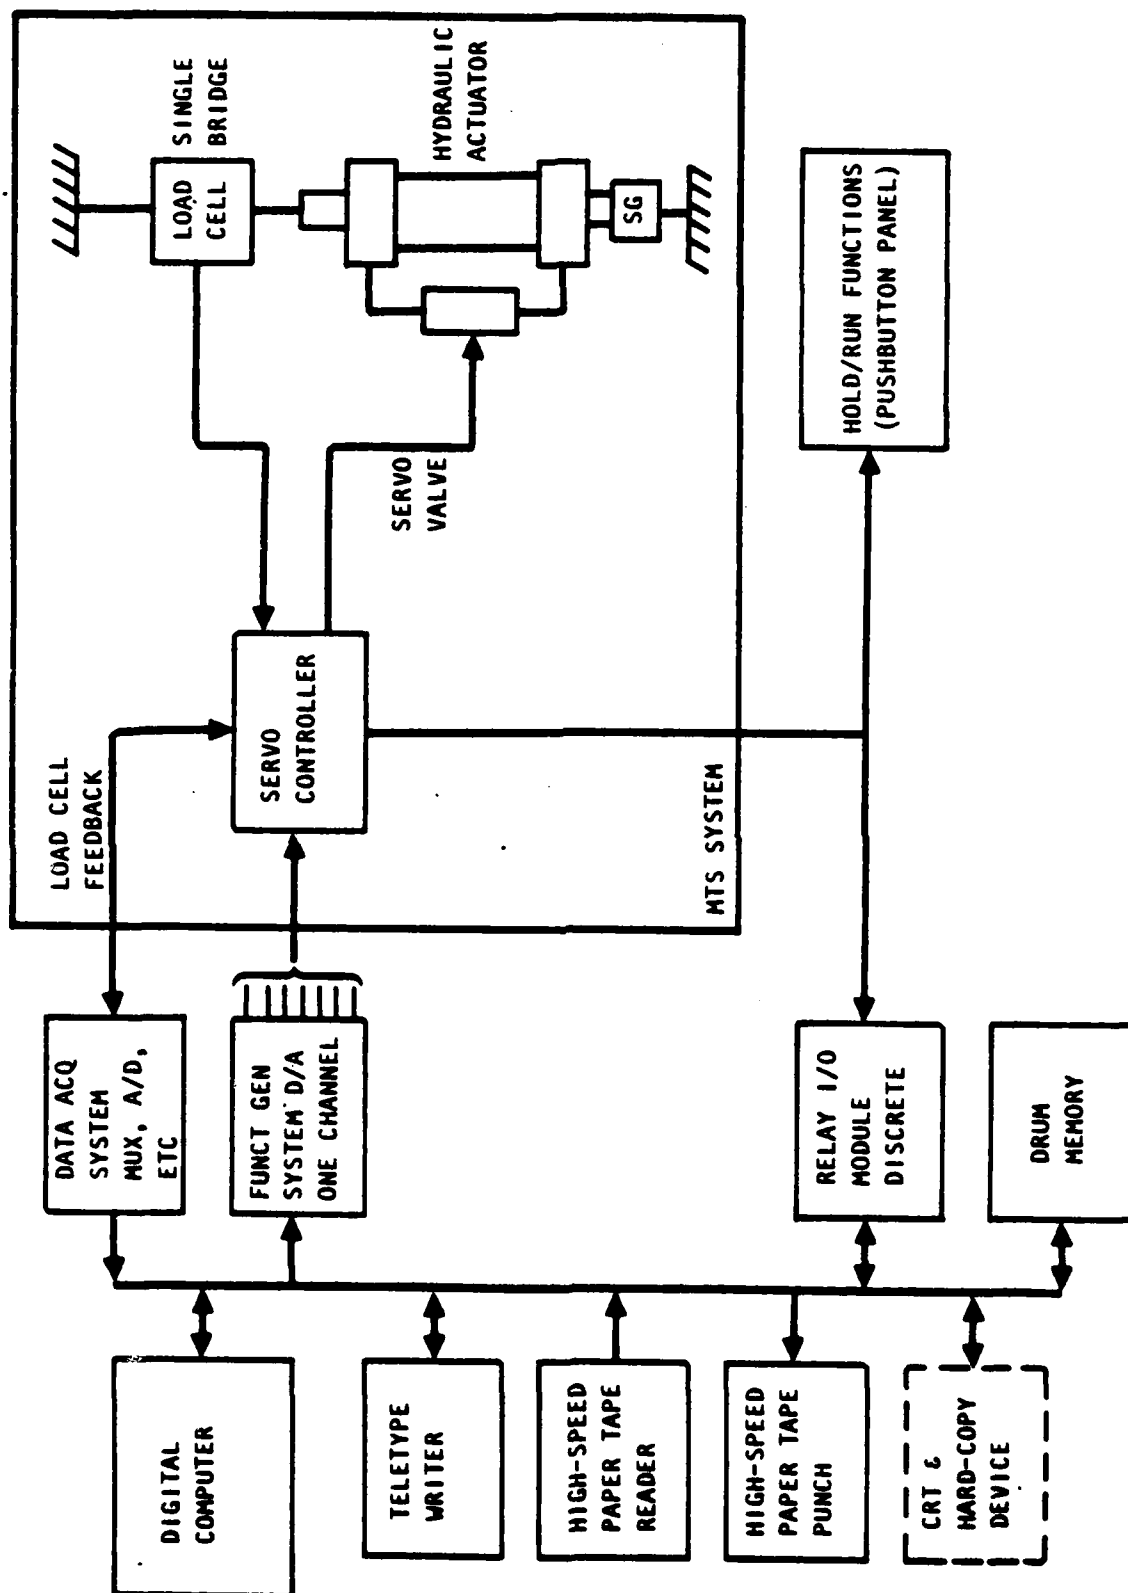 DIGITAL
COMPUTER
TELETYPE
WRITER
HIGH-SPEED
PAPER TAPE
READER
HIGH-SPEED
PAPER TAPE
PUNCH
CRT &
HARD-COPY
DEVICE
DATA ACQ
SYSTEM
MUX, A/D,
ETC
FUNCT GEN
SYSTEM D/A
ONE CHANNEL
RELAY I/O
MODULE
DISCRETE
DRUM
MEMORY
LOAD CELL
FEEDBACK
SERVO
CONTROLLER
MTS SYSTEM
SERVO
VALVE
LOAD
CELL
SINGLE
BRIDGE
HYDRAULIC
ACTUATOR
SG
HOLD/RUN FUNCTIONS
(PUSHBUTTON PANEL)